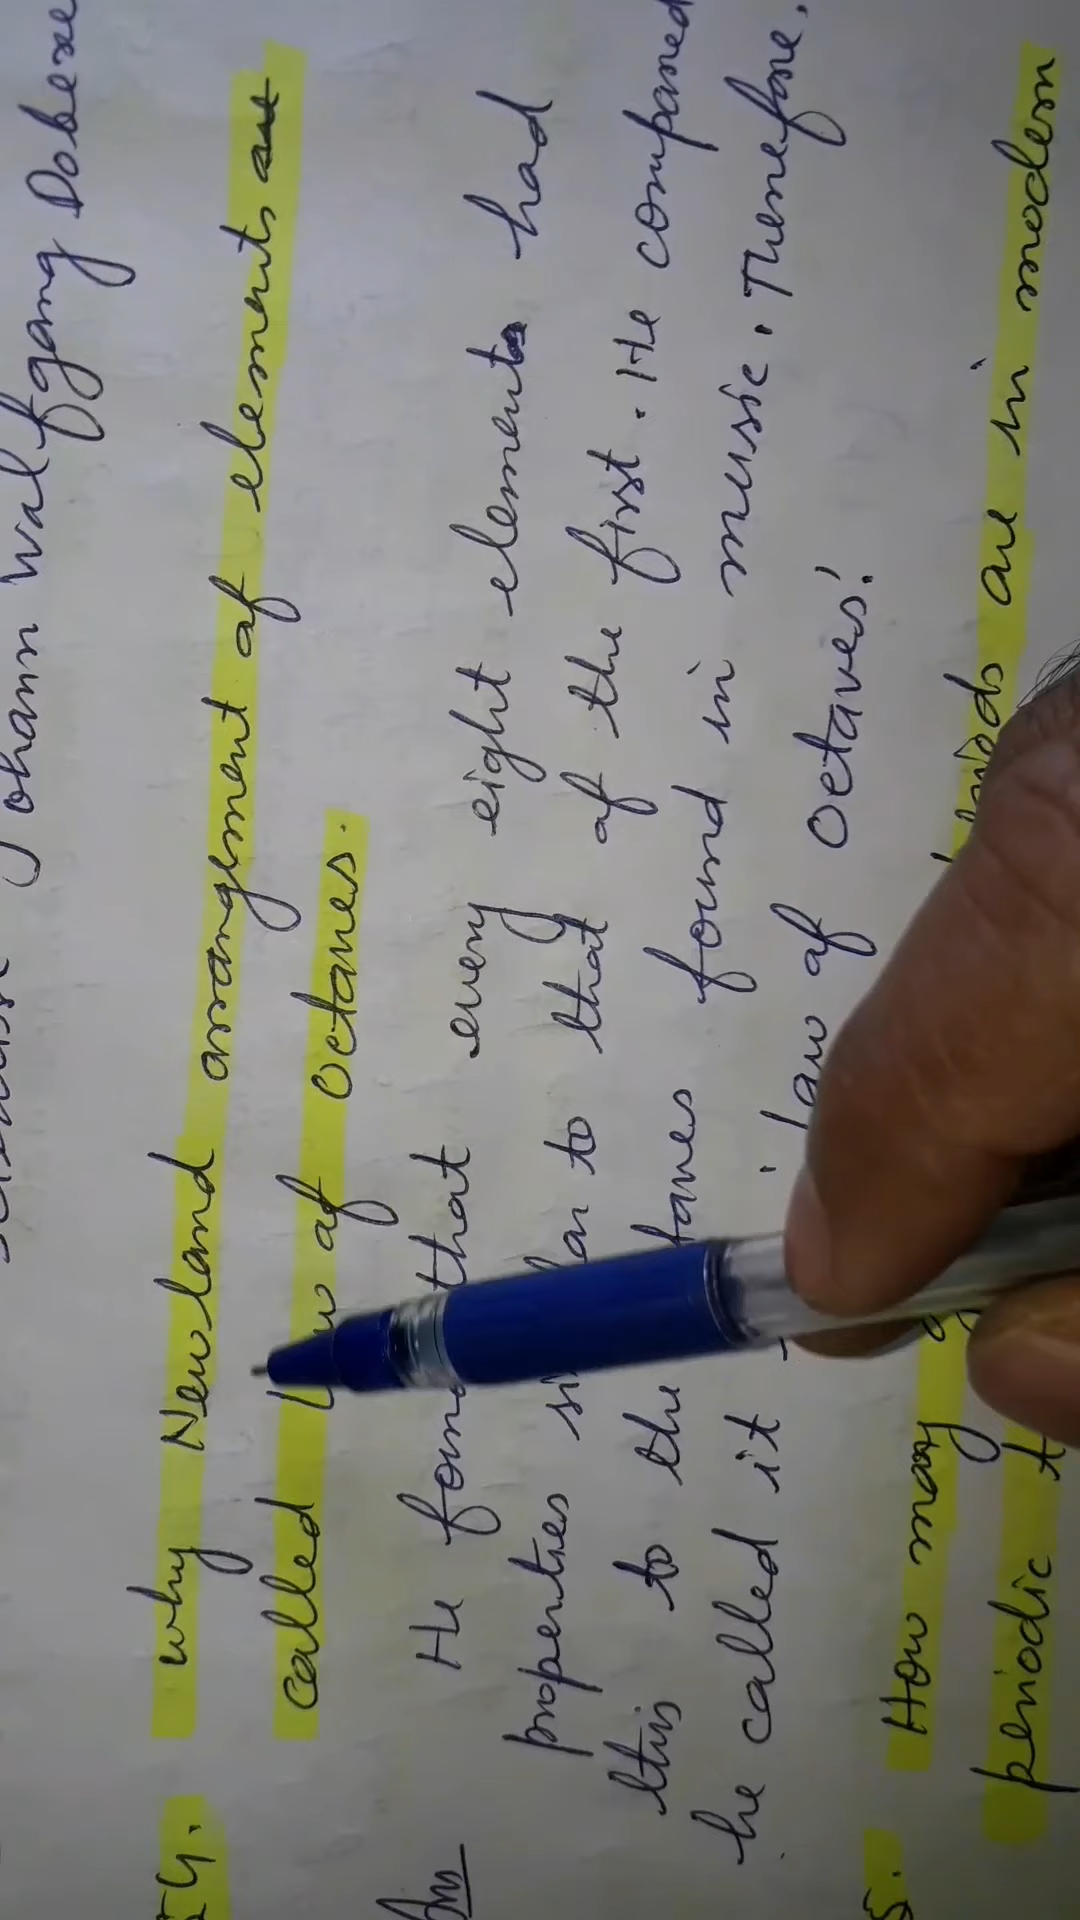 Johann Walfgang Dobere
4. why Newland arrangement of elements
called Law of Octaves.
Ans He found that every eight elements had
properties similar to that of the first. He compared
this to the octaves found in music. Therefore,
he called it 'law of Octaves'.
5. How many periods are in modern
periodic